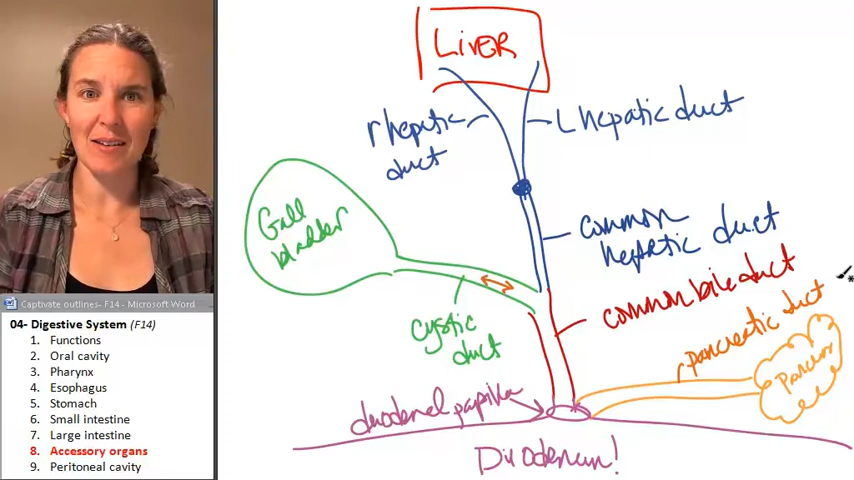 LIVER
r hepatic
duct
L hepatic duct
Gall
bladder
common
hepatic duct
common bile duct
pancreatic duct
cystic
duct
duodenal papilla
Duodenum!
Captivate outlines- F14 - Microsoft Word
04- Digestive System (F14)
1. Functions
2. Oral cavity
3. Pharynx
4. Esophagus
5. Stomach
6. Small intestine
7. Large intestine
8. Accessory organs
9. Peritoneal cavity